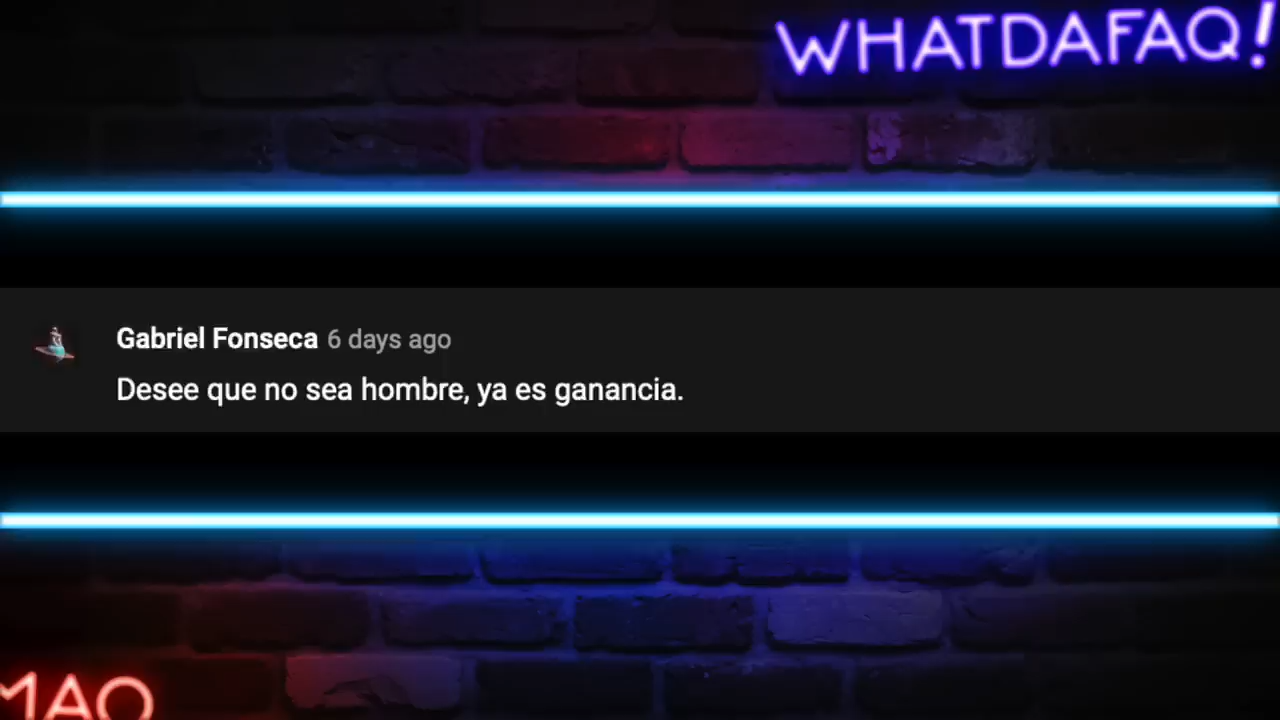 WHATDAFAQ!
Gabriel Fonseca 6 days ago
Desee que no sea hombre, ya es ganancia.
MAO